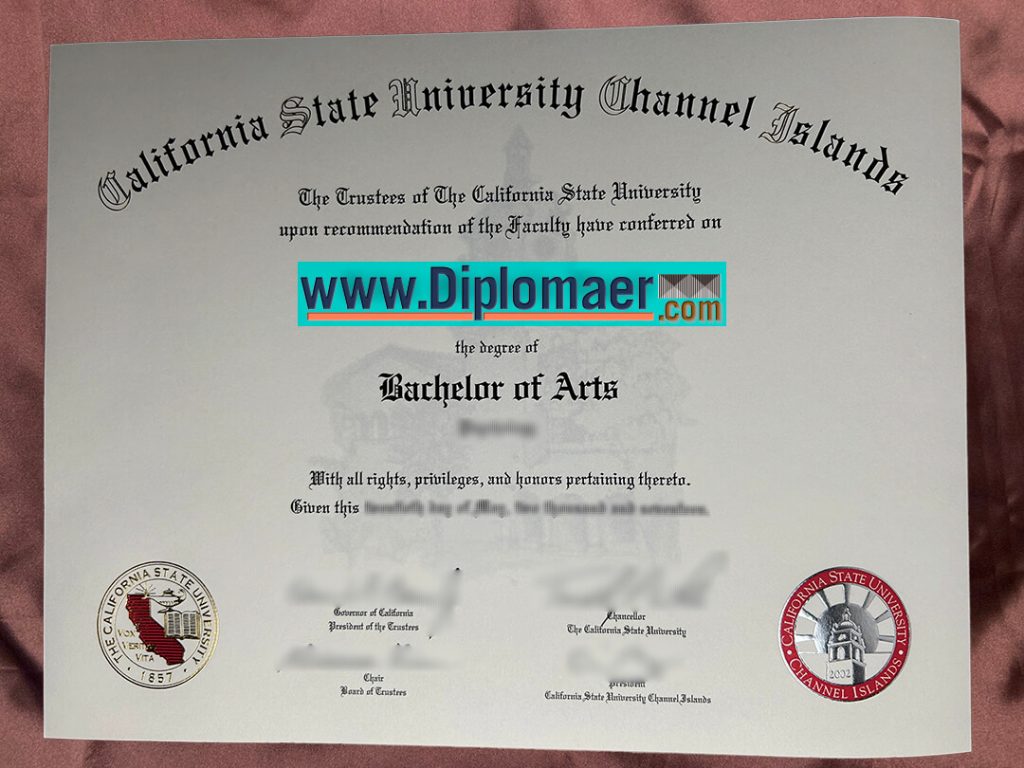 California State University Channel Islands
The Trustees of The California State University
upon recommendation of the Faculty have conferred on
www.Diplomaer.com
the degree of
Bachelor of Arts
With all rights, privileges, and honors pertaining thereto.
Given this
Governor of California
President of the Trustees
Chancellor
The California State University
Chair
Board of Trustees
President
California State University Channel Islands
THE CALIFORNIA STATE UNIVERSITY
VOX
VERITAS
VITA
· 1857 ·
CALIFORNIA STATE UNIVERSITY
CHANNEL ISLANDS
2002